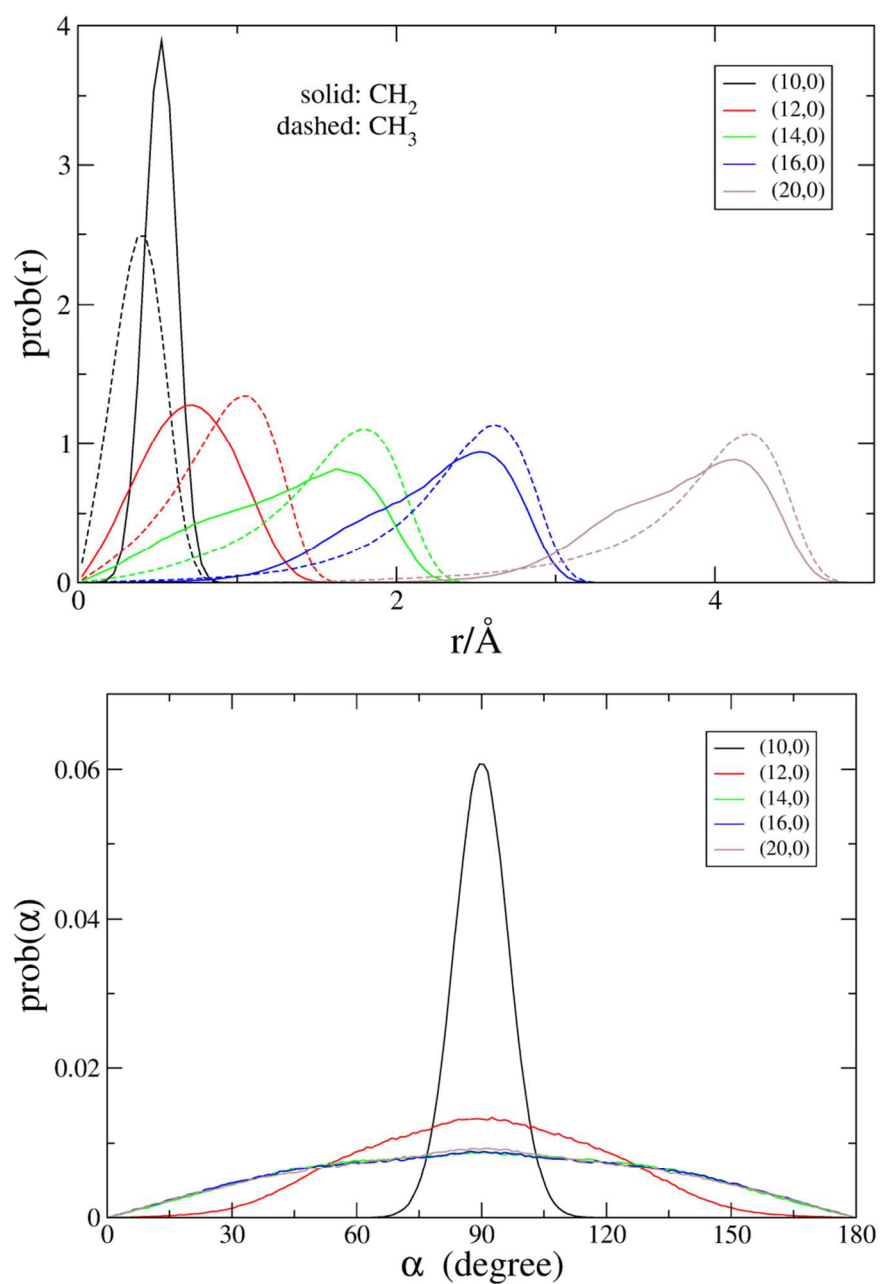 4
solid: CH₂
dashed: CH₃
(10,0)
(12,0)
(14,0)
(16,0)
(20,0)
3
prob(r)
2
1
0
0 2 4
r/Å
(10,0)
(12,0)
(14,0)
(16,0)
(20,0)
0.06
prob(α)
0.04
0.02
0
0 30 60 90 120 150 180
α (degree)